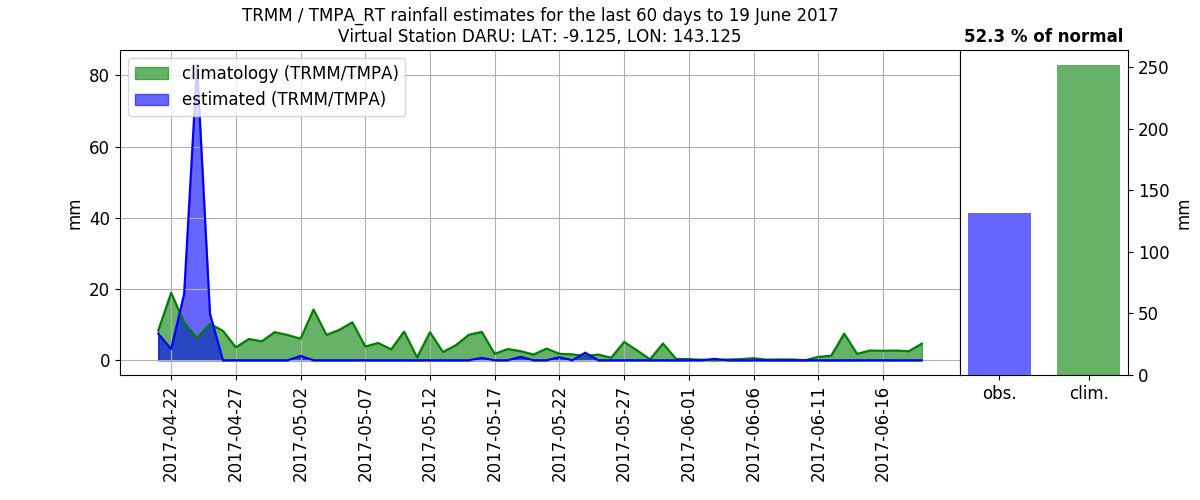 TRMM / TMPA_RT rainfall estimates for the last 60 days to 19 June 2017
Virtual Station DARU: LAT: -9.125, LON: 143.125
52.3 % of normal
climatology (TRMM/TMPA)
estimated (TRMM/TMPA)
80
60
40
20
0
mm
250
200
150
100
50
0
mm
2017-04-22
2017-04-27
2017-05-02
2017-05-07
2017-05-12
2017-05-17
2017-05-22
2017-05-27
2017-06-01
2017-06-06
2017-06-11
2017-06-16
obs.
clim.